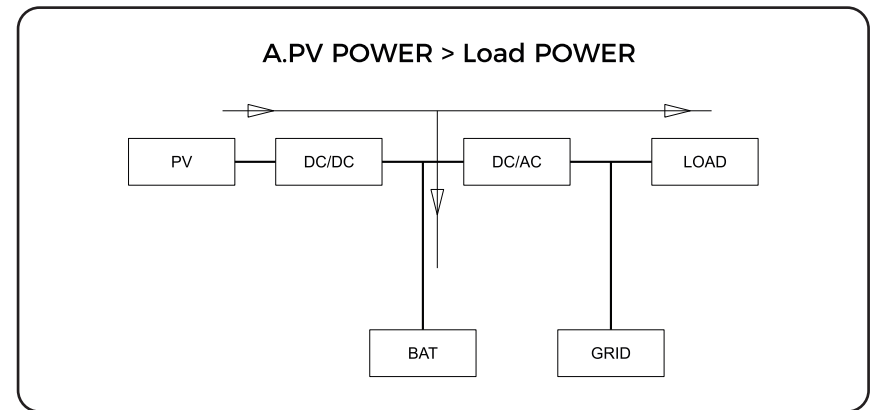 A.PV POWER > Load POWER
PV
DC/DC
DC/AC
LOAD
BAT
GRID